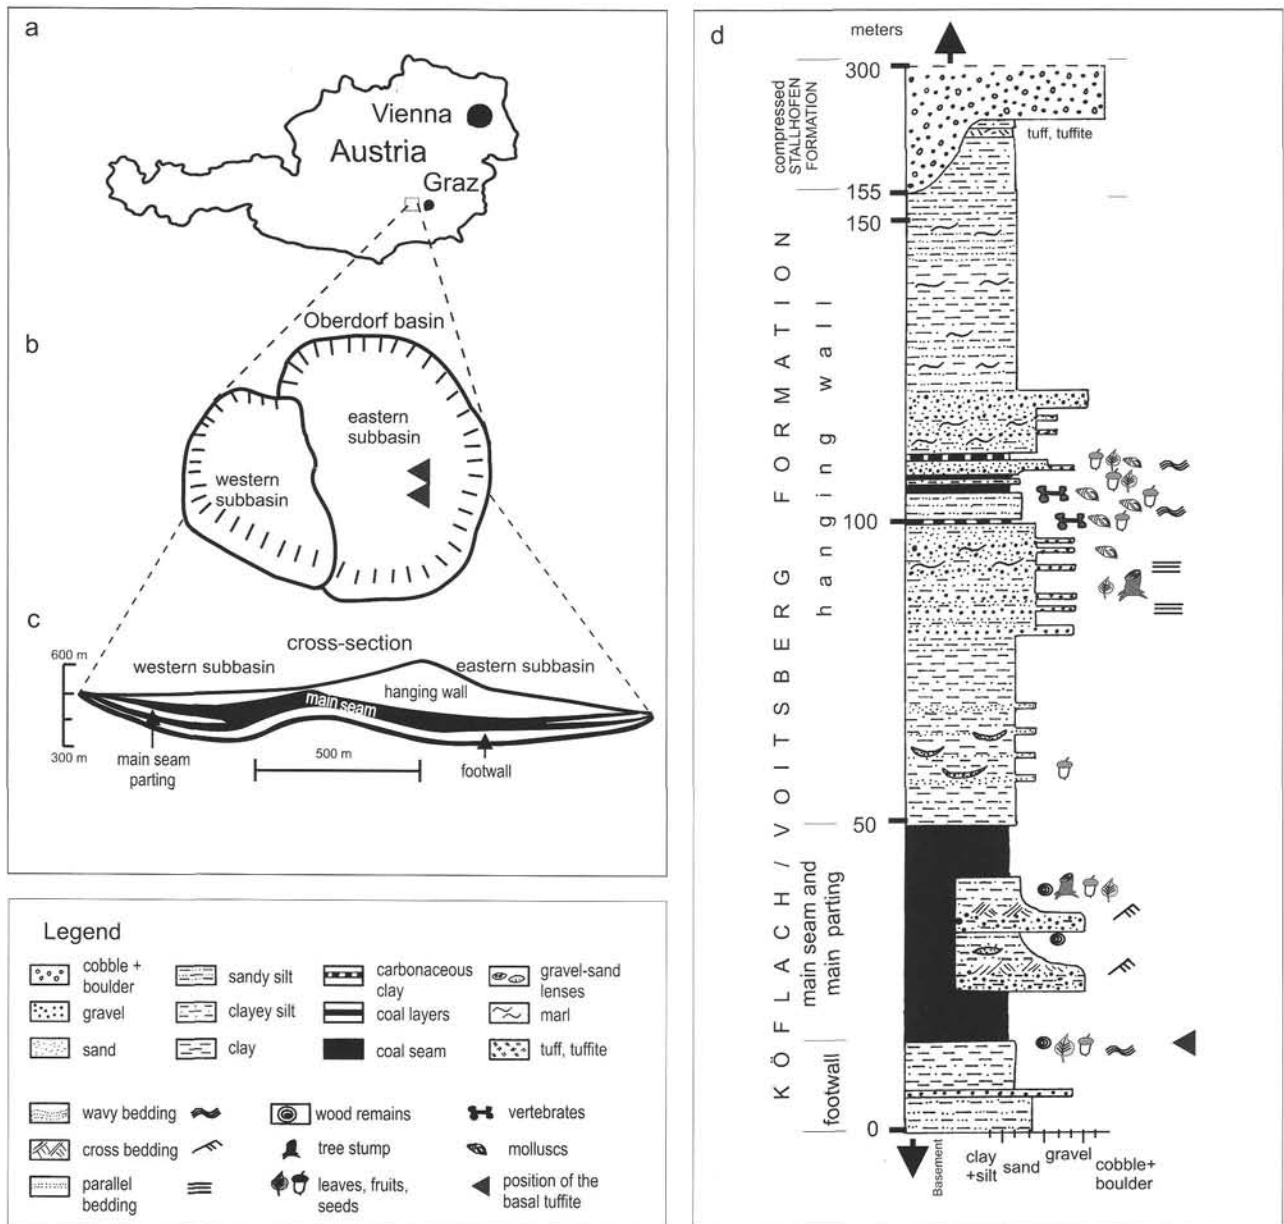 a
Vienna
Austria
Graz
b
Oberdorf basin
eastern
subbasin
western
subbasin
c
cross-section
600 m
western subbasin
eastern subbasin
hanging wall
main seam
300 m
main seam
parting
500 m
footwall
Legend
cobble +
boulder
gravel
sand
sandy silt
clayey silt
clay
carbonaceous
clay
coal layers
coal seam
gravel-sand
lenses
marl
tuff, tuffite
wavy bedding
cross bedding
parallel
bedding
wood remains
tree stump
leaves, fruits,
seeds
vertebrates
molluscs
position of the
basal tuffite
d
meters
300
compressed
STALLHOFEN
FORMATION
tuff, tuffite
155
150
KÖFLACH/VOITSBERG FORMATION
hanging wall
100
50
main seam and
main parting
footwall
0
Basement
clay
+silt
sand
gravel
cobble+
boulder